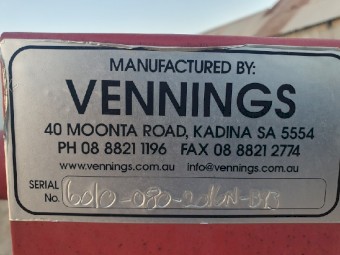 MANUFACTURED BY:
VENNINGS
40 MOONTA ROAD, KADINA SA 5554
PH 08 8821 1196 FAX 08 8821 2774
www.vennings.com.au info@vennings.com.au
SERIAL
No.